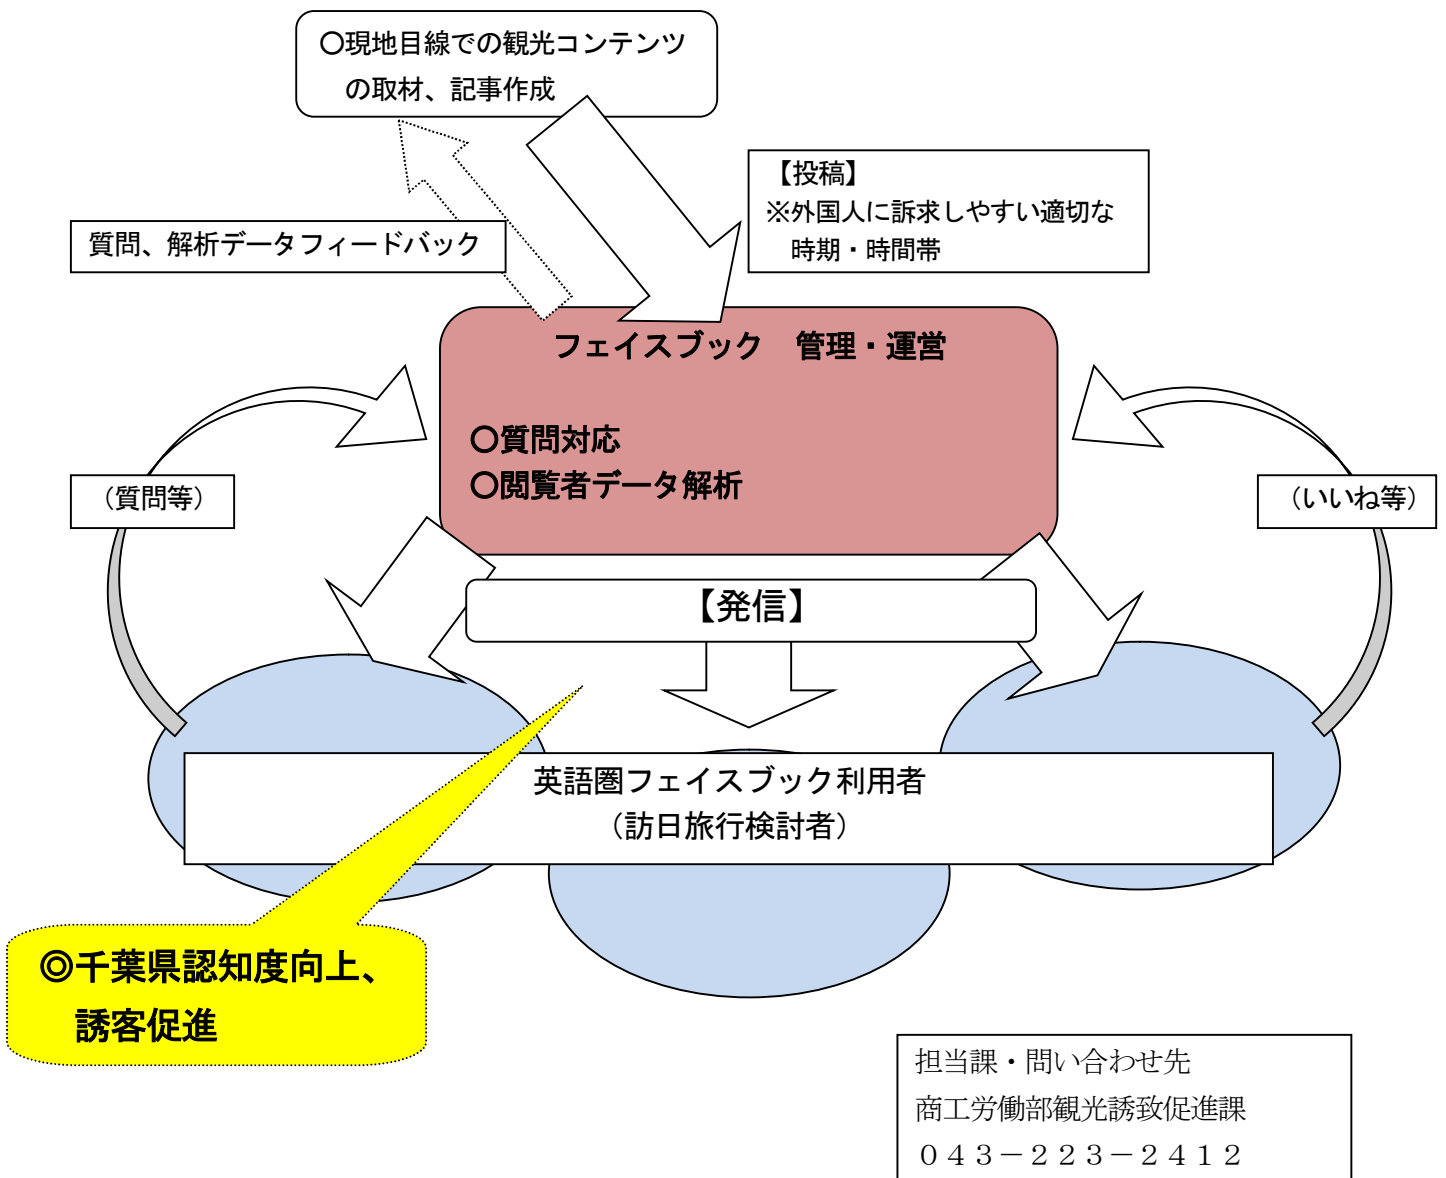 〇現地目線での観光コンテンツ
の取材、記事作成
【投稿】
※外国人に訴求しやすい適切な
時期・時間帯
質問、解析データフィードバック
フェイスブック　管理・運営
〇質問対応
〇閲覧者データ解析
（質問等）
（いいね等）
【発信】
英語圏フェイスブック利用者
（訪日旅行検討者）
◎千葉県認知度向上、
誘客促進
担当課・問い合わせ先
商工労働部観光誘致促進課
０４３－２２３－２４１２